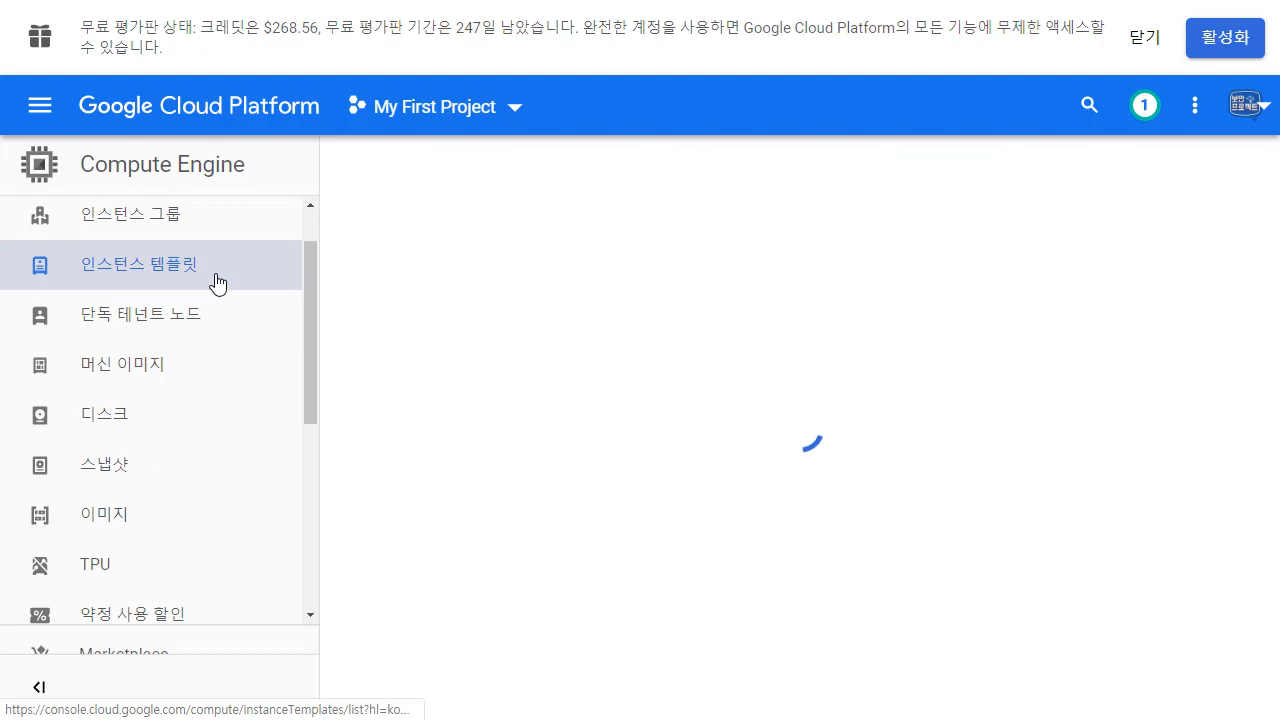 무료 평가판 상태: 크레딧은 $268.56, 무료 평가판 기간은 247일 남았습니다. 완전한 계정을 사용하면 Google Cloud Platform의 모든 기능에 무제한 액세스할
수 있습니다.
닫기
활성화
Google Cloud Platform
My First Project
1
보안
프로젝트
Compute Engine
인스턴스 그룹
인스턴스 템플릿
단독 테넌트 노드
머신 이미지
디스크
스냅샷
이미지
TPU
약정 사용 할인
Marketplace
https://console.cloud.google.com/compute/instanceTemplates/list?hl=ko...